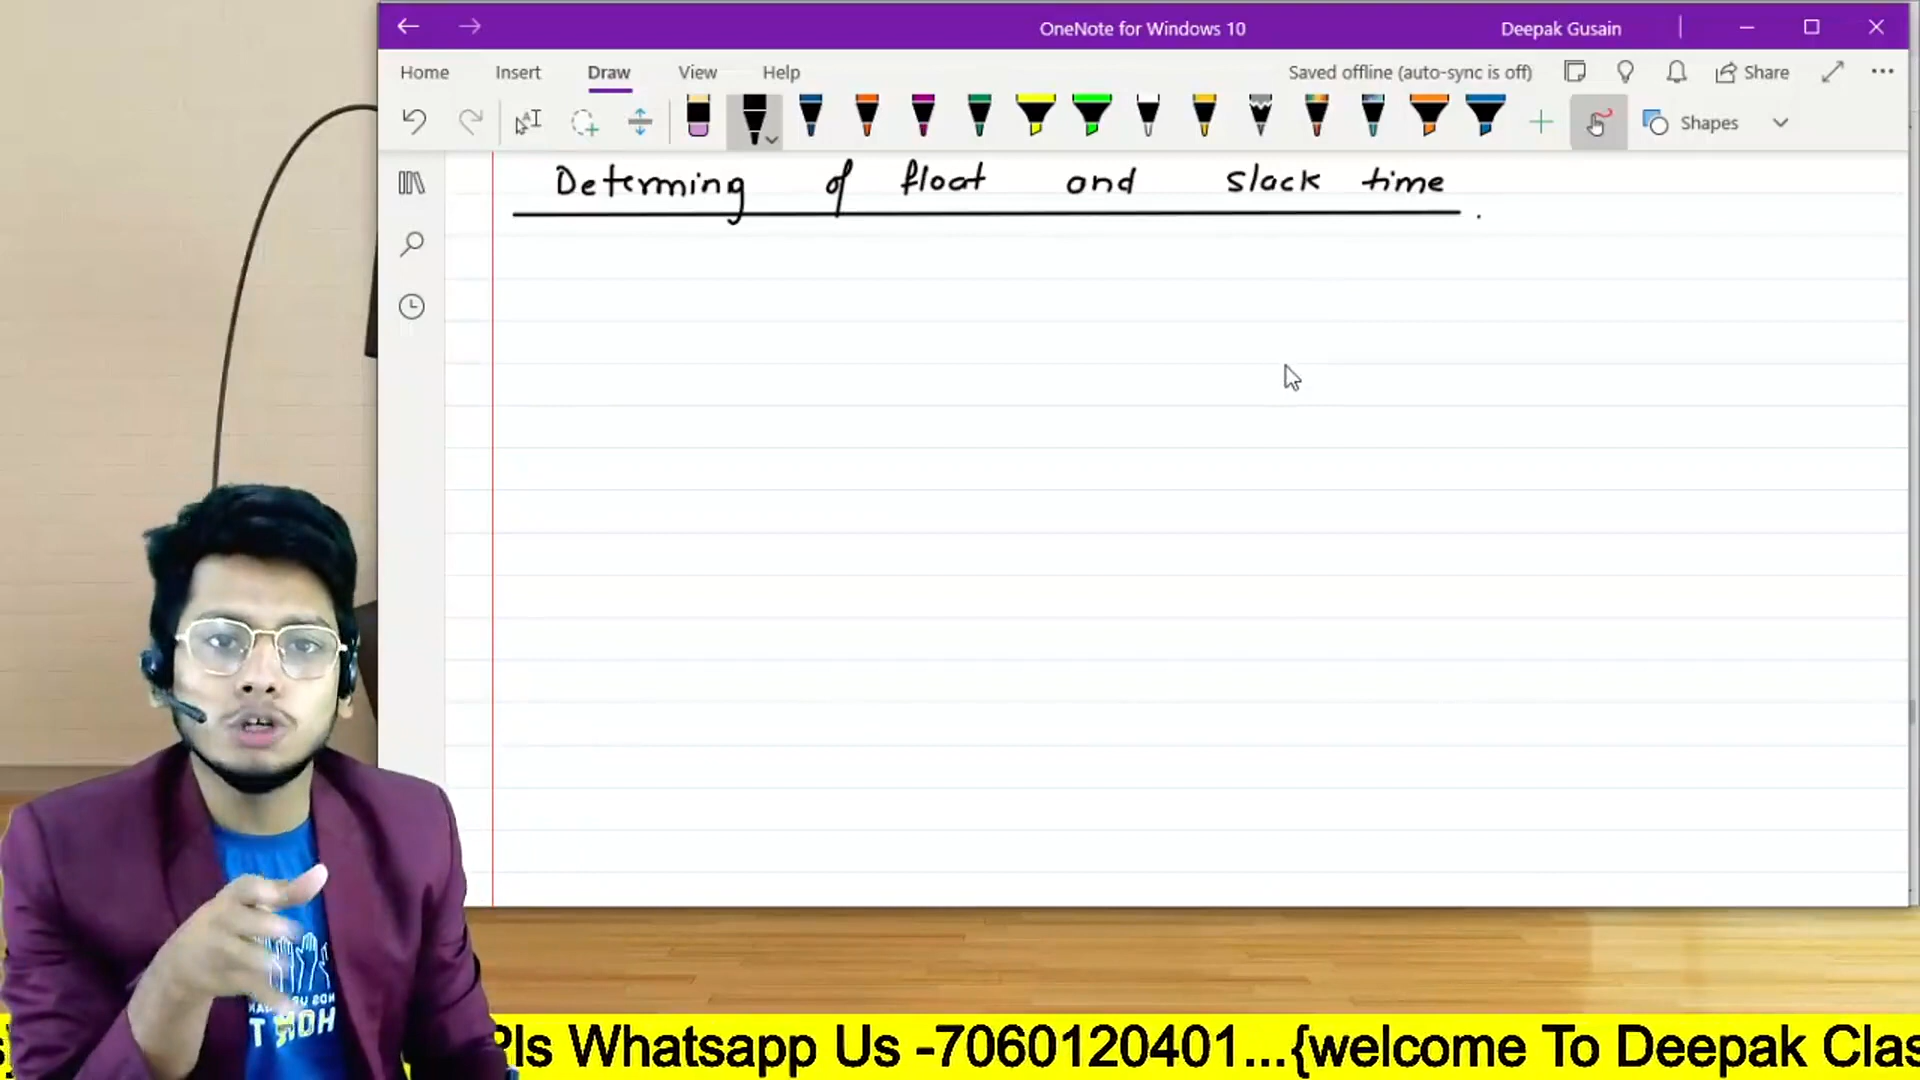 OneNote for Windows 10
Deepak Gusain
Home Insert Draw View Help
Saved offline (auto-sync is off) Share
Shapes
Determing of float and slack time.
Pls Whatsapp Us -7060120401...{welcome To Deepak Clas